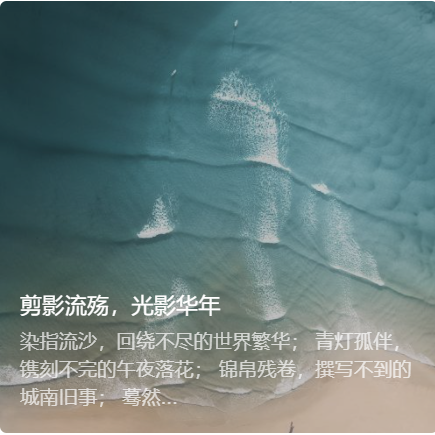 剪影流殇，光影华年
染指流沙，回绕不尽的世界繁华； 青灯孤伴，
镌刻不完的午夜落花； 锦帛残卷，撰写不到的
城南旧事； 蓦然...